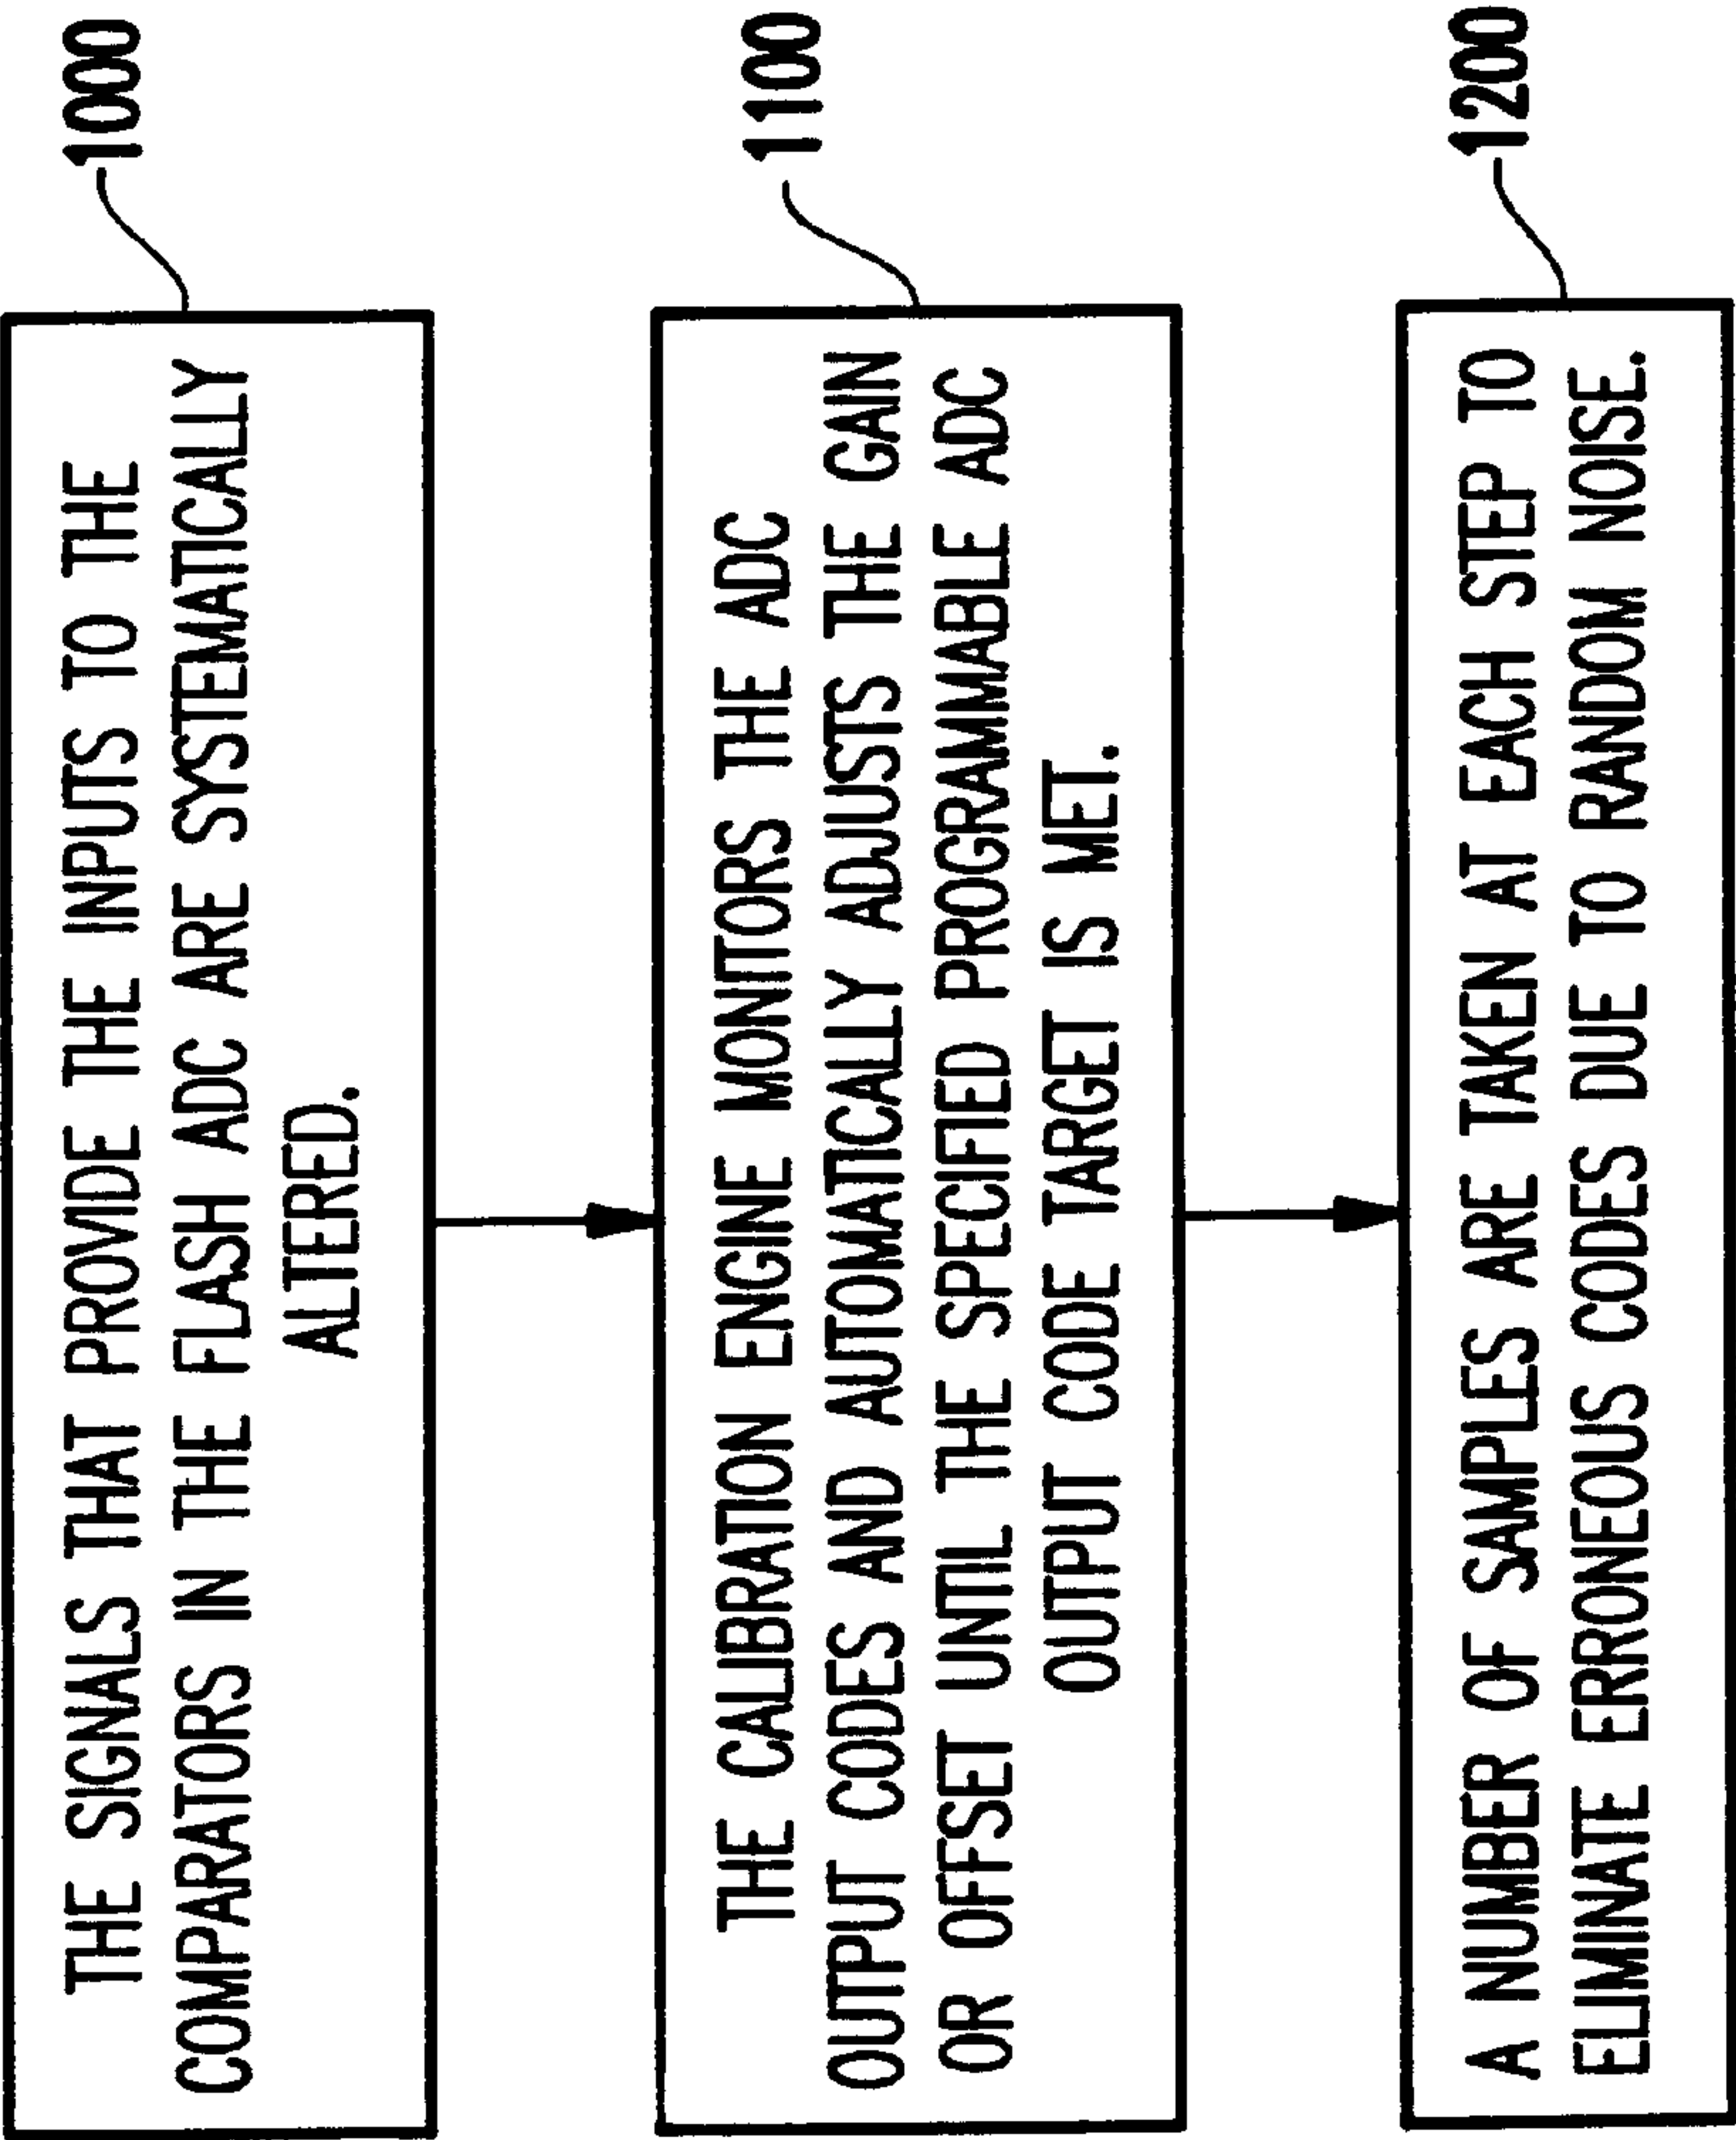 1000
THE SIGNALS THAT PROVIDE THE INPUTS TO THE
COMPARATORS IN THE FLASH ADC ARE SYSTEMATICALLY
ALTERED.
1100
THE CALIBRATION ENGINE MONITORS THE ADC
OUTPUT CODES AND AUTOMATICALLY ADJUSTS THE GAIN
OR OFFSET UNTIL THE SPECIFIED PROGRAMMABLE ADC
OUTPUT CODE TARGET IS MET.
1200
A NUMBER OF SAMPLES ARE TAKEN AT EACH STEP TO
ELIMINATE ERRONEOUS CODES DUE TO RANDOM NOISE.